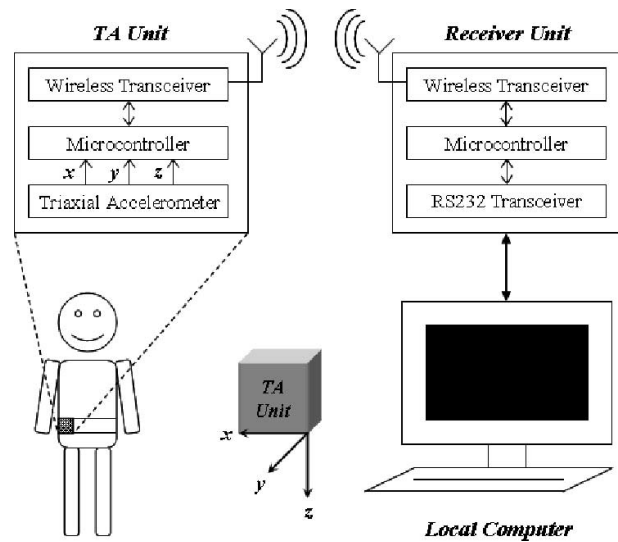 TA Unit
Wireless Transceiver
Microcontroller
x y z
Triaxial Accelerometer
Receiver Unit
Wireless Transceiver
Microcontroller
RS232 Transceiver
TA
Unit
x
y
z
Local Computer